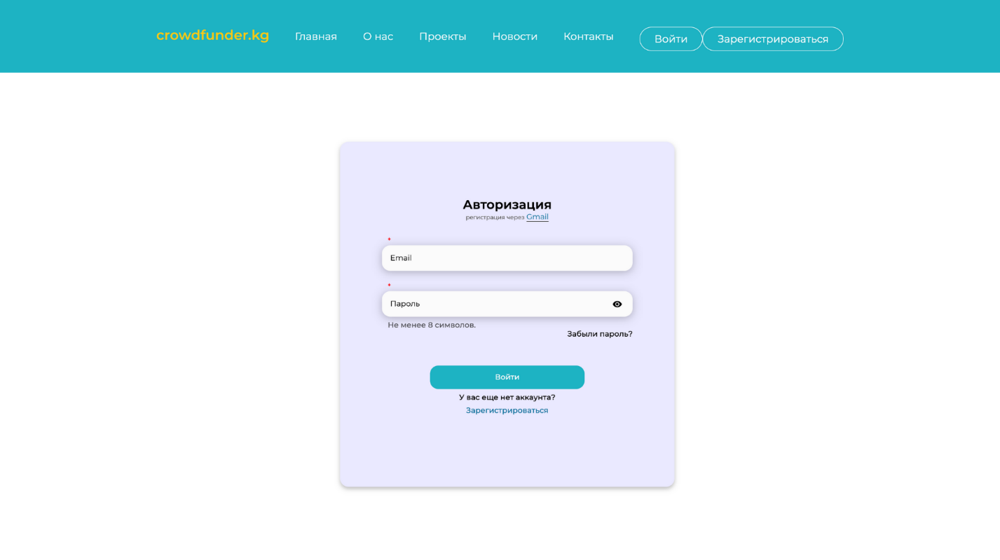 crowdfunder.kg Главная О нас Проекты Новости Контакты Войти Зарегистрироваться
Авторизация
регистрация через Gmail
*
Email
*
Пароль
Не менее 8 символов.
Забыли пароль?
Войти
У вас еще нет аккаунта?
Зарегистрироваться